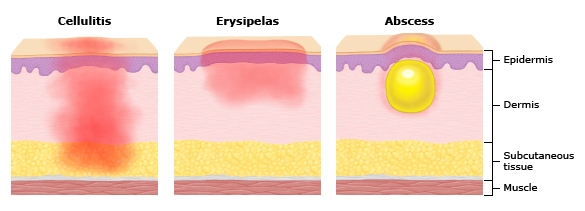 Cellulitis
Erysipelas
Abscess
Epidermis
Dermis
Subcutaneous
tissue
Muscle